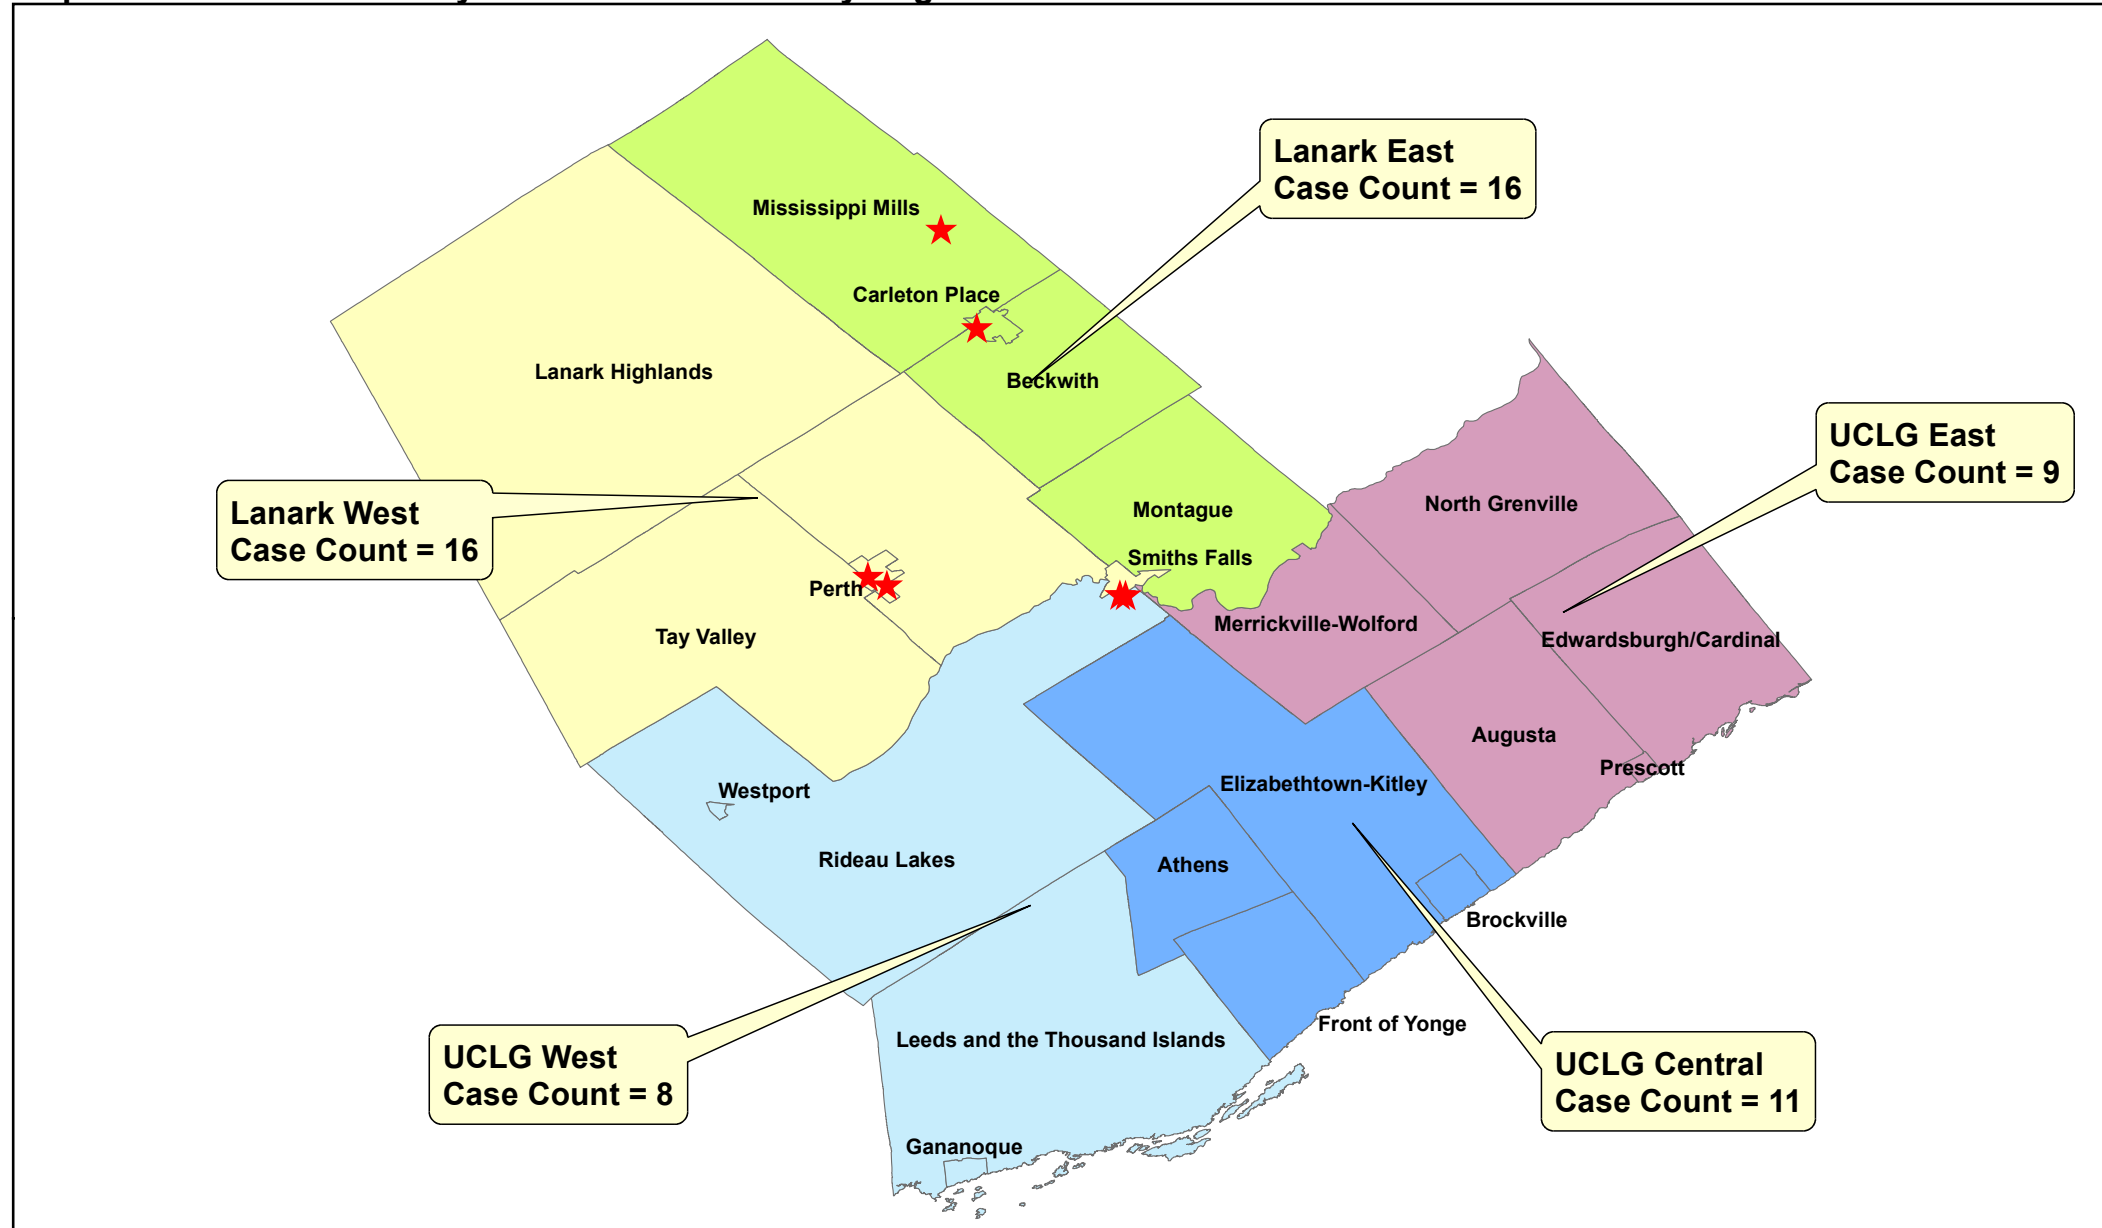 Mississippi Mills
Lanark East
Case Count = 16
Carleton Place
Lanark Highlands
Beckwith
UCLG East
Case Count = 9
Lanark West
Case Count = 16
North Grenville
Montague
Smiths Falls
Perth
Merrickville-Wolford
Tay Valley
Edwardsburgh/Cardinal
Augusta
Prescott
Westport
Elizabethtown-Kitley
Rideau Lakes
Athens
Brockville
Front of Yonge
Leeds and the Thousand Islands
UCLG West
Case Count = 8
UCLG Central
Case Count = 11
Gananoque